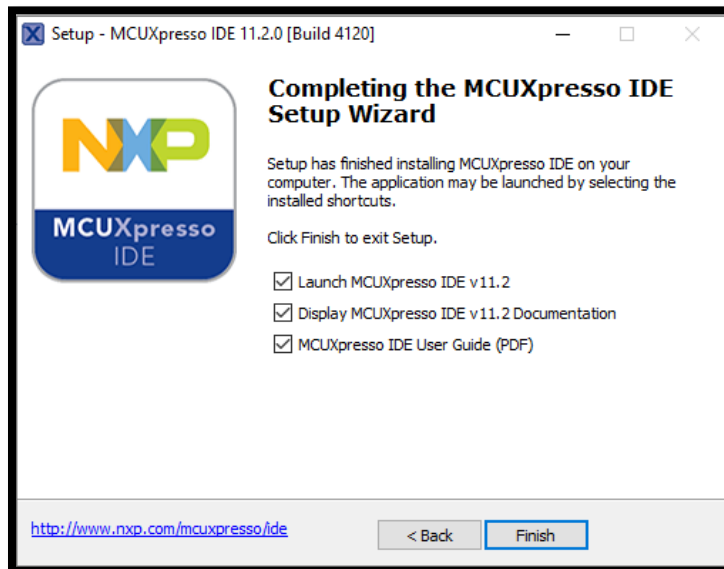 Setup - MCUXpresso IDE 11.2.0 [Build 4120]
NXP
MCUXpresso
IDE
Completing the MCUXpresso IDE
Setup Wizard
Setup has finished installing MCUXpresso IDE on your
computer. The application may be launched by selecting the
installed shortcuts.
Click Finish to exit Setup.
Launch MCUXpresso IDE v11.2
Display MCUXpresso IDE v11.2 Documentation
MCUXpresso IDE User Guide (PDF)
http://www.nxp.com/mcuxpresso/ide
< Back
Finish